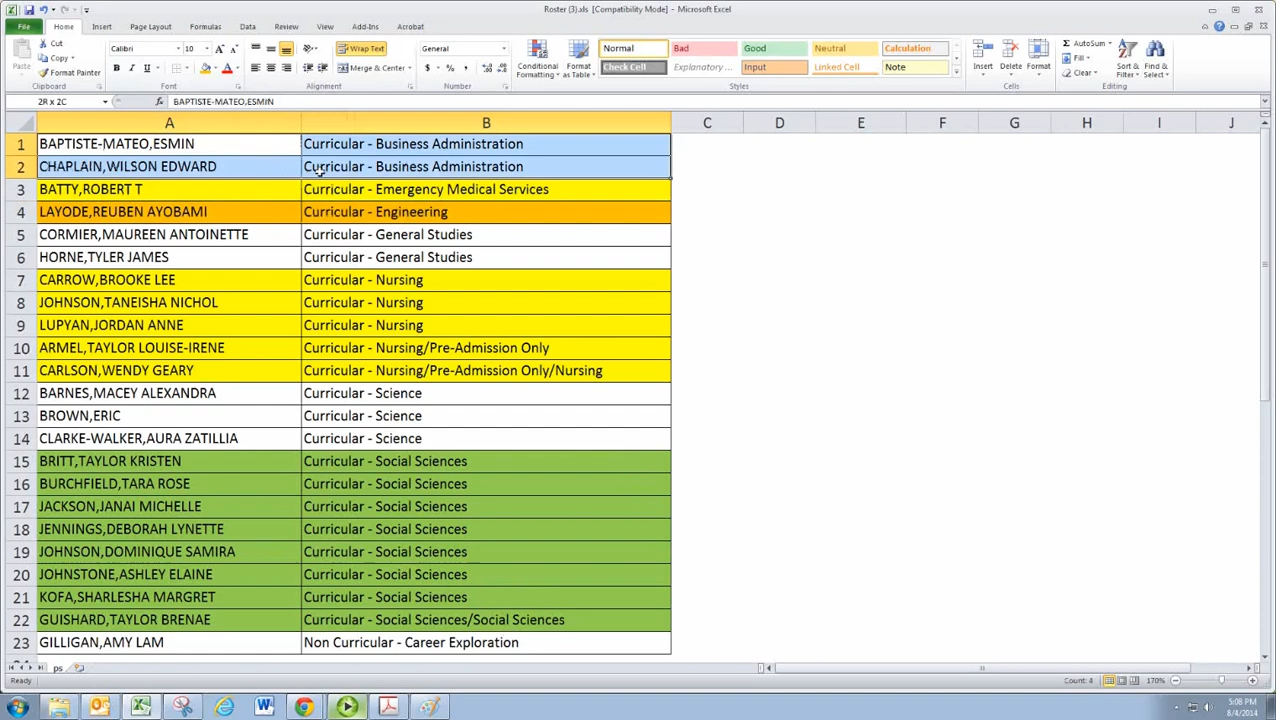 Roster (3).xls [Compatibility Mode] - Microsoft Excel
File Home Insert Page Layout Formulas Data Review View Add-Ins Acrobat
Cut Calibri 10 Wrap Text General Normal Bad Good Neutral Calculation AutoSum
Copy Fill
Paste Format Painter Merge & Center Conditional Formatting Format as Table Check Cell Explanatory ... Input Linked Cell Note Insert Delete Format Clear Sort & Filter Find & Select
Clipboard Font Alignment Number Styles Cells Editing
2R x 2C fx BAPTISTE-MATEO,ESMIN
A B C D E F G H I J
1 BAPTISTE-MATEO,ESMIN Curricular - Business Administration
2 CHAPLAIN,WILSON EDWARD Curricular - Business Administration
3 BATTY,ROBERT T Curricular - Emergency Medical Services
4 LAYODE,REUBEN AYOBAMI Curricular - Engineering
5 CORMIER,MAUREEN ANTOINETTE Curricular - General Studies
6 HORNE,TYLER JAMES Curricular - General Studies
7 CARROW,BROOKE LEE Curricular - Nursing
8 JOHNSON,TANEISHA NICHOL Curricular - Nursing
9 LUPYAN,JORDAN ANNE Curricular - Nursing
10 ARMEL,TAYLOR LOUISE-IRENE Curricular - Nursing/Pre-Admission Only
11 CARLSON,WENDY GEARY Curricular - Nursing/Pre-Admission Only/Nursing
12 BARNES,MACEY ALEXANDRA Curricular - Science
13 BROWN,ERIC Curricular - Science
14 CLARKE-WALKER,AURA ZATILLIA Curricular - Science
15 BRITT,TAYLOR KRISTEN Curricular - Social Sciences
16 BURCHFIELD,TARA ROSE Curricular - Social Sciences
17 JACKSON,JANAI MICHELLE Curricular - Social Sciences
18 JENNINGS,DEBORAH LYNETTE Curricular - Social Sciences
19 JOHNSON,DOMINIQUE SAMIRA Curricular - Social Sciences
20 JOHNSTONE,ASHLEY ELAINE Curricular - Social Sciences
21 KOFA,SHARLESHA MARGRET Curricular - Social Sciences
22 GUISHARD,TAYLOR BRENAE Curricular - Social Sciences/Social Sciences
23 GILLIGAN,AMY LAM Non Curricular - Career Exploration
ps
Ready Count: 4 170%
5:08 PM
8/4/2014